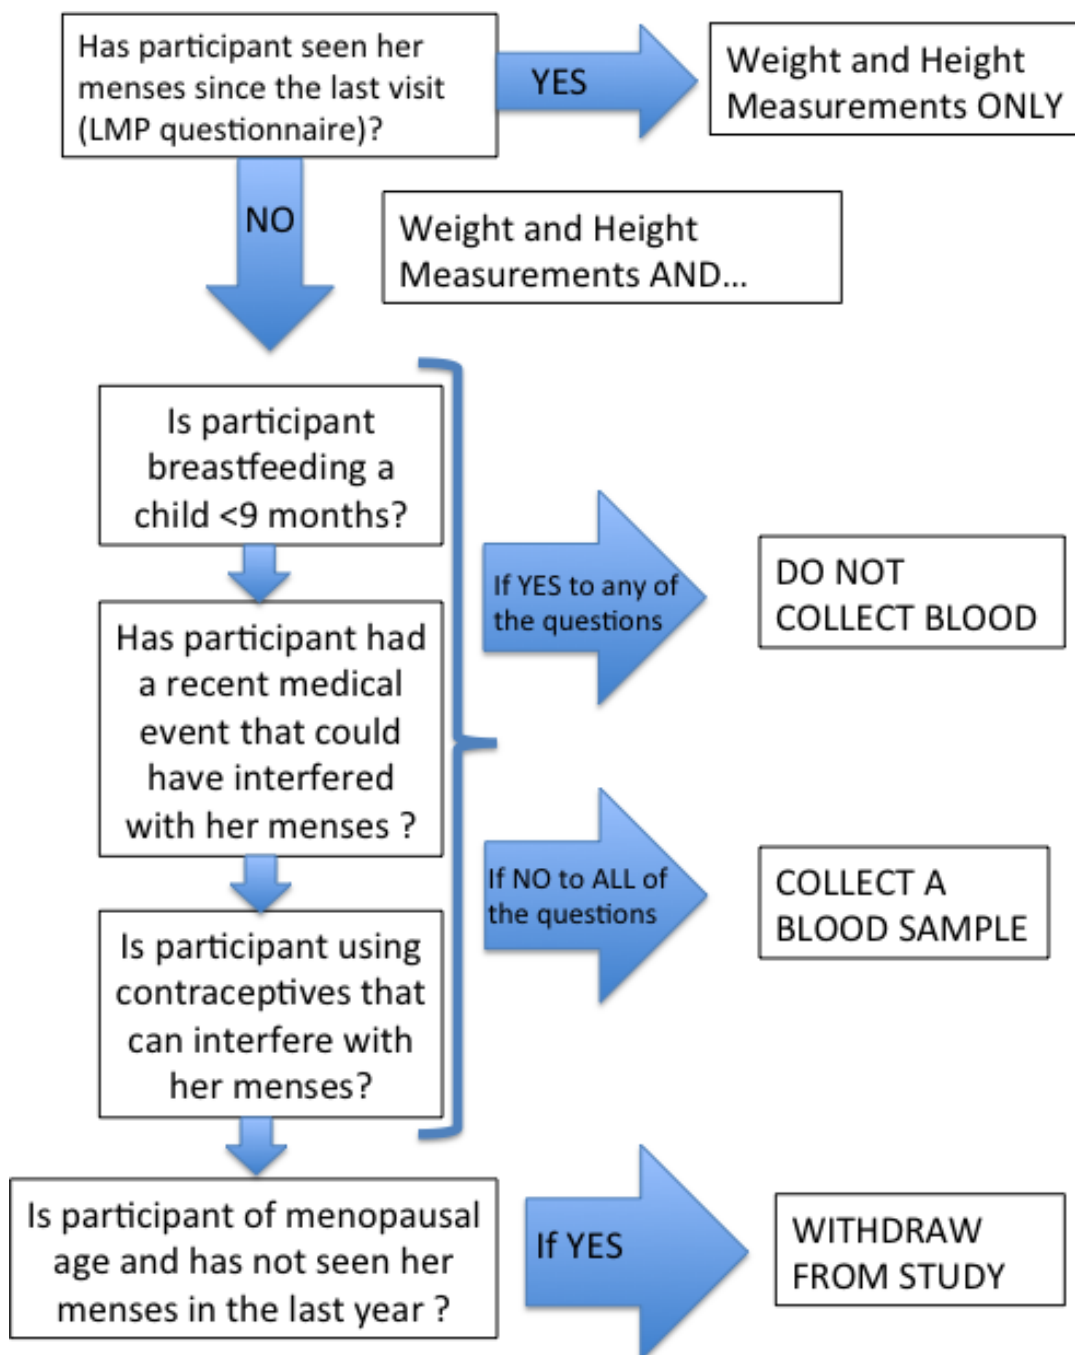 Has participant seen her
menses since the last visit
(LMP questionnaire)?
YES
Weight and Height
Measurements ONLY
NO
Weight and Height
Measurements AND...
Is participant
breastfeeding a
child <9 months?
If YES to any of
the questions
DO NOT
COLLECT BLOOD
Has participant had
a recent medical
event that could
have interfered
with her menses ?
If NO to ALL of
the questions
COLLECT A
BLOOD SAMPLE
Is participant using
contraceptives that
can interfere with
her menses?
Is participant of menopausal
age and has not seen her
menses in the last year ?
If YES
WITHDRAW
FROM STUDY